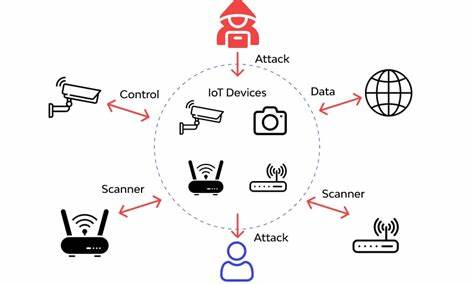 Attack
Control
IoT Devices
Data
Scanner
Scanner
Attack